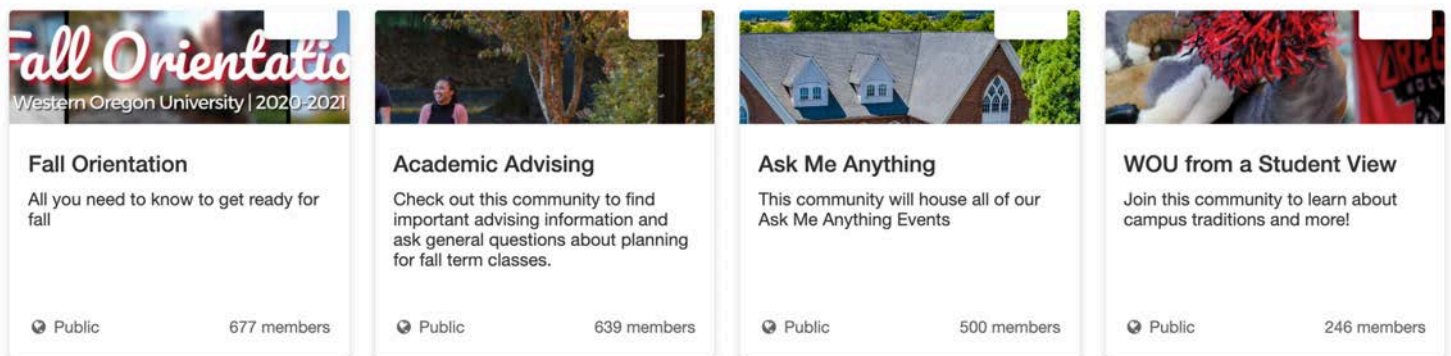 Fall Orientatio
Western Oregon University | 2020-2021
Fall Orientation
All you need to know to get ready for
fall
Public
677 members
Academic Advising
Check out this community to find
important advising information and
ask general questions about planning
for fall term classes.
Public
639 members
Ask Me Anything
This community will house all of our
Ask Me Anything Events
Public
500 members
OREG
WOU from a Student View
Join this community to learn about
campus traditions and more!
Public
246 members